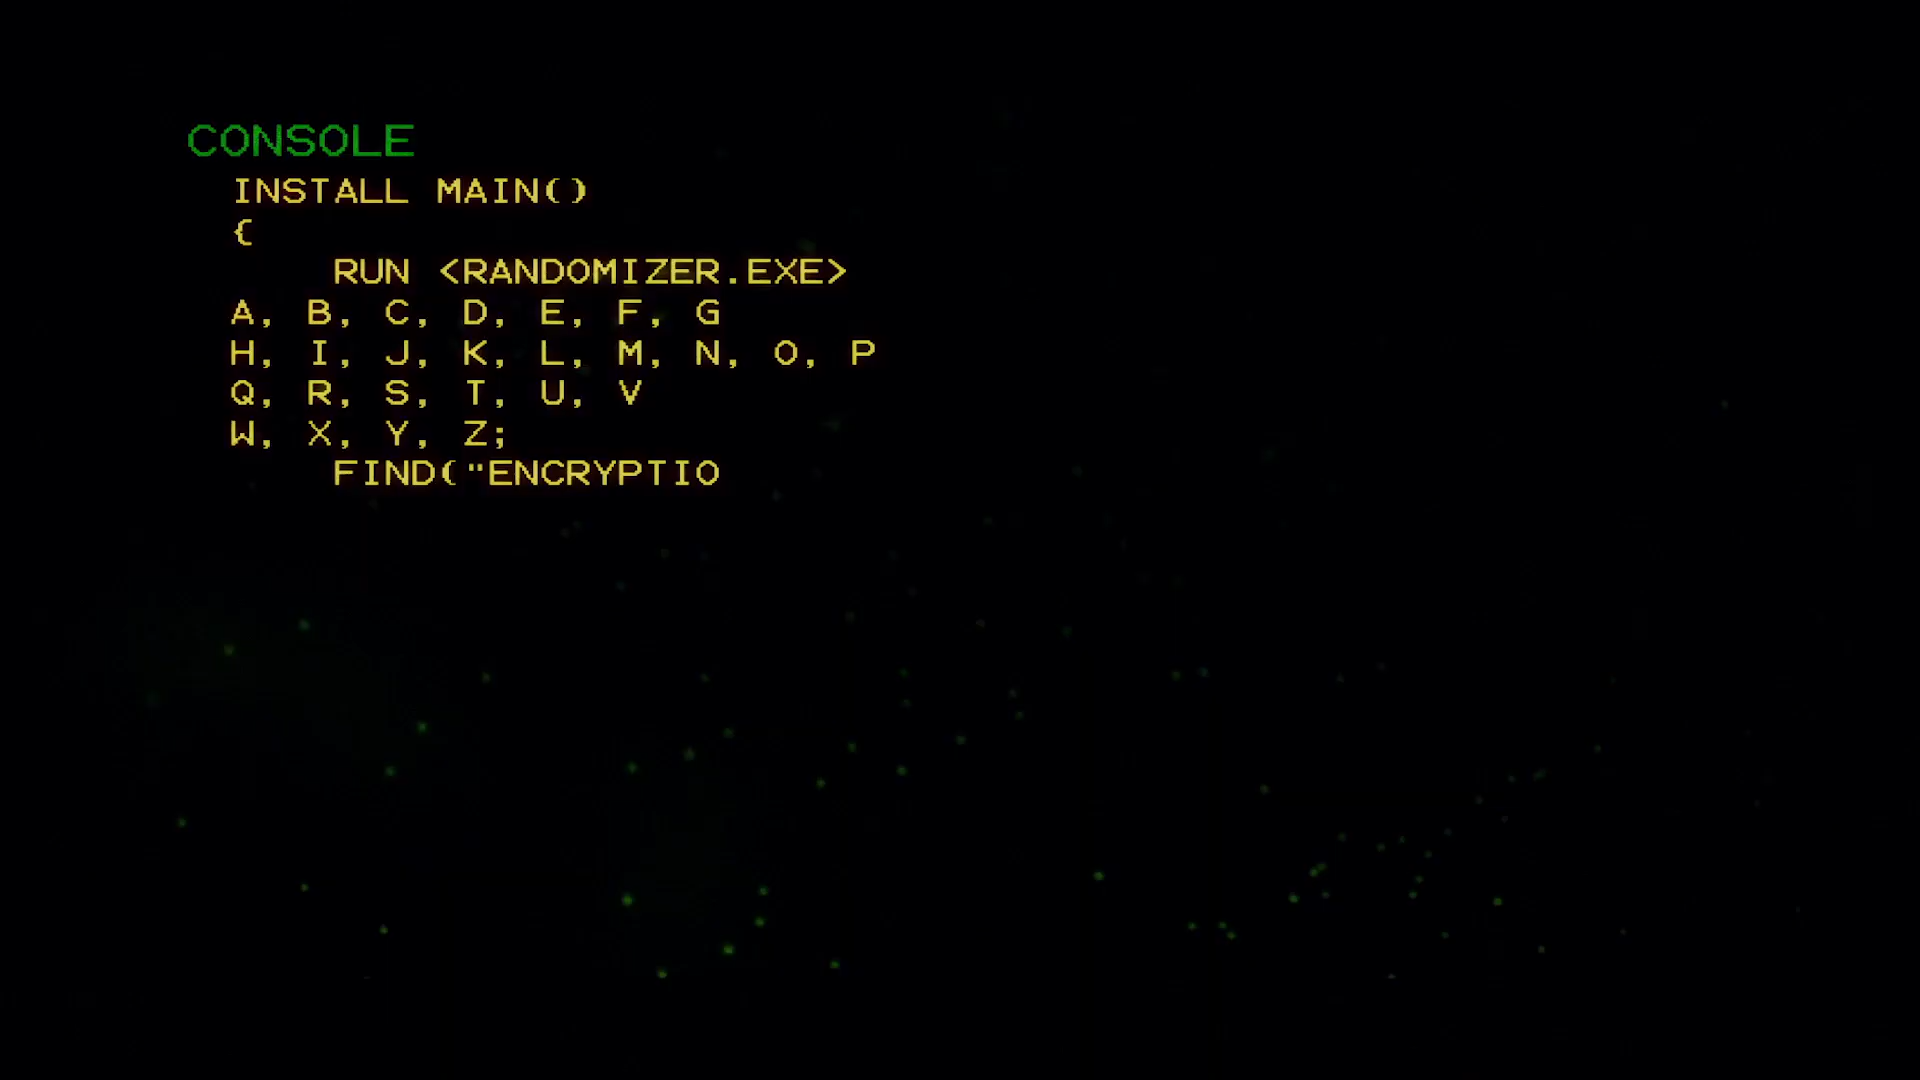 CONSOLE
INSTALL MAIN()
{
RUN <RANDOMIZER.EXE>
A, B, C, D, E, F, G
H, I, J, K, L, M, N, O, P
Q, R, S, T, U, V
W, X, Y, Z;
FIND("ENCRYPTIO